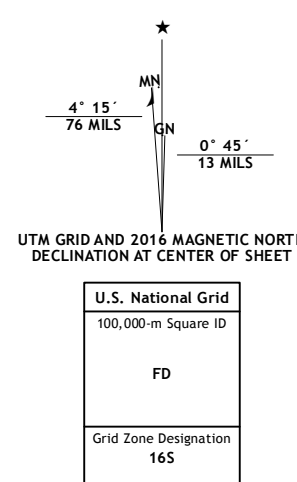 ★
MN
4° 15´
76 MILS
GN
0° 45´
13 MILS
UTM GRID AND 2016 MAGNETIC NORT
DECLINATION AT CENTER OF SHEET
U.S. National Grid
100,000-m Square ID
FD
Grid Zone Designation
16S